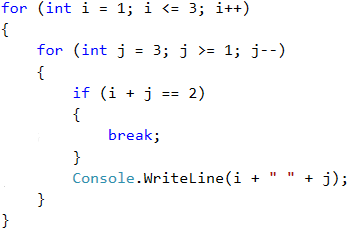 for (int i = 1; i <= 3; i++)
{
    for (int j = 3; j >= 1; j--)
    {
        if (i + j == 2)
        {
            break;
        }
        Console.WriteLine(i + " " + j);
    }
}